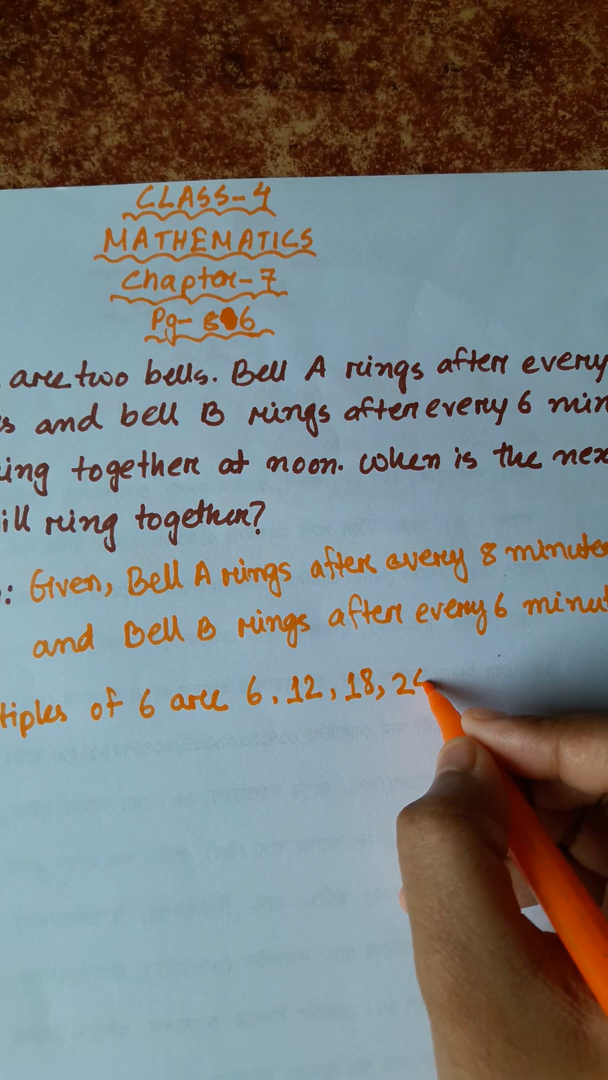 CLASS-4
MATHEMATICS
Chapter-7
Pg- 6
are two bells. Bell A rings after every
and bell B rings after every 6 min
ing together at noon. When is the nex
ill ring together?
: Given, Bell A rings after every 8 minute
and Bell B rings after every 6 minut
tiples of 6 are 6, 12, 18, 24